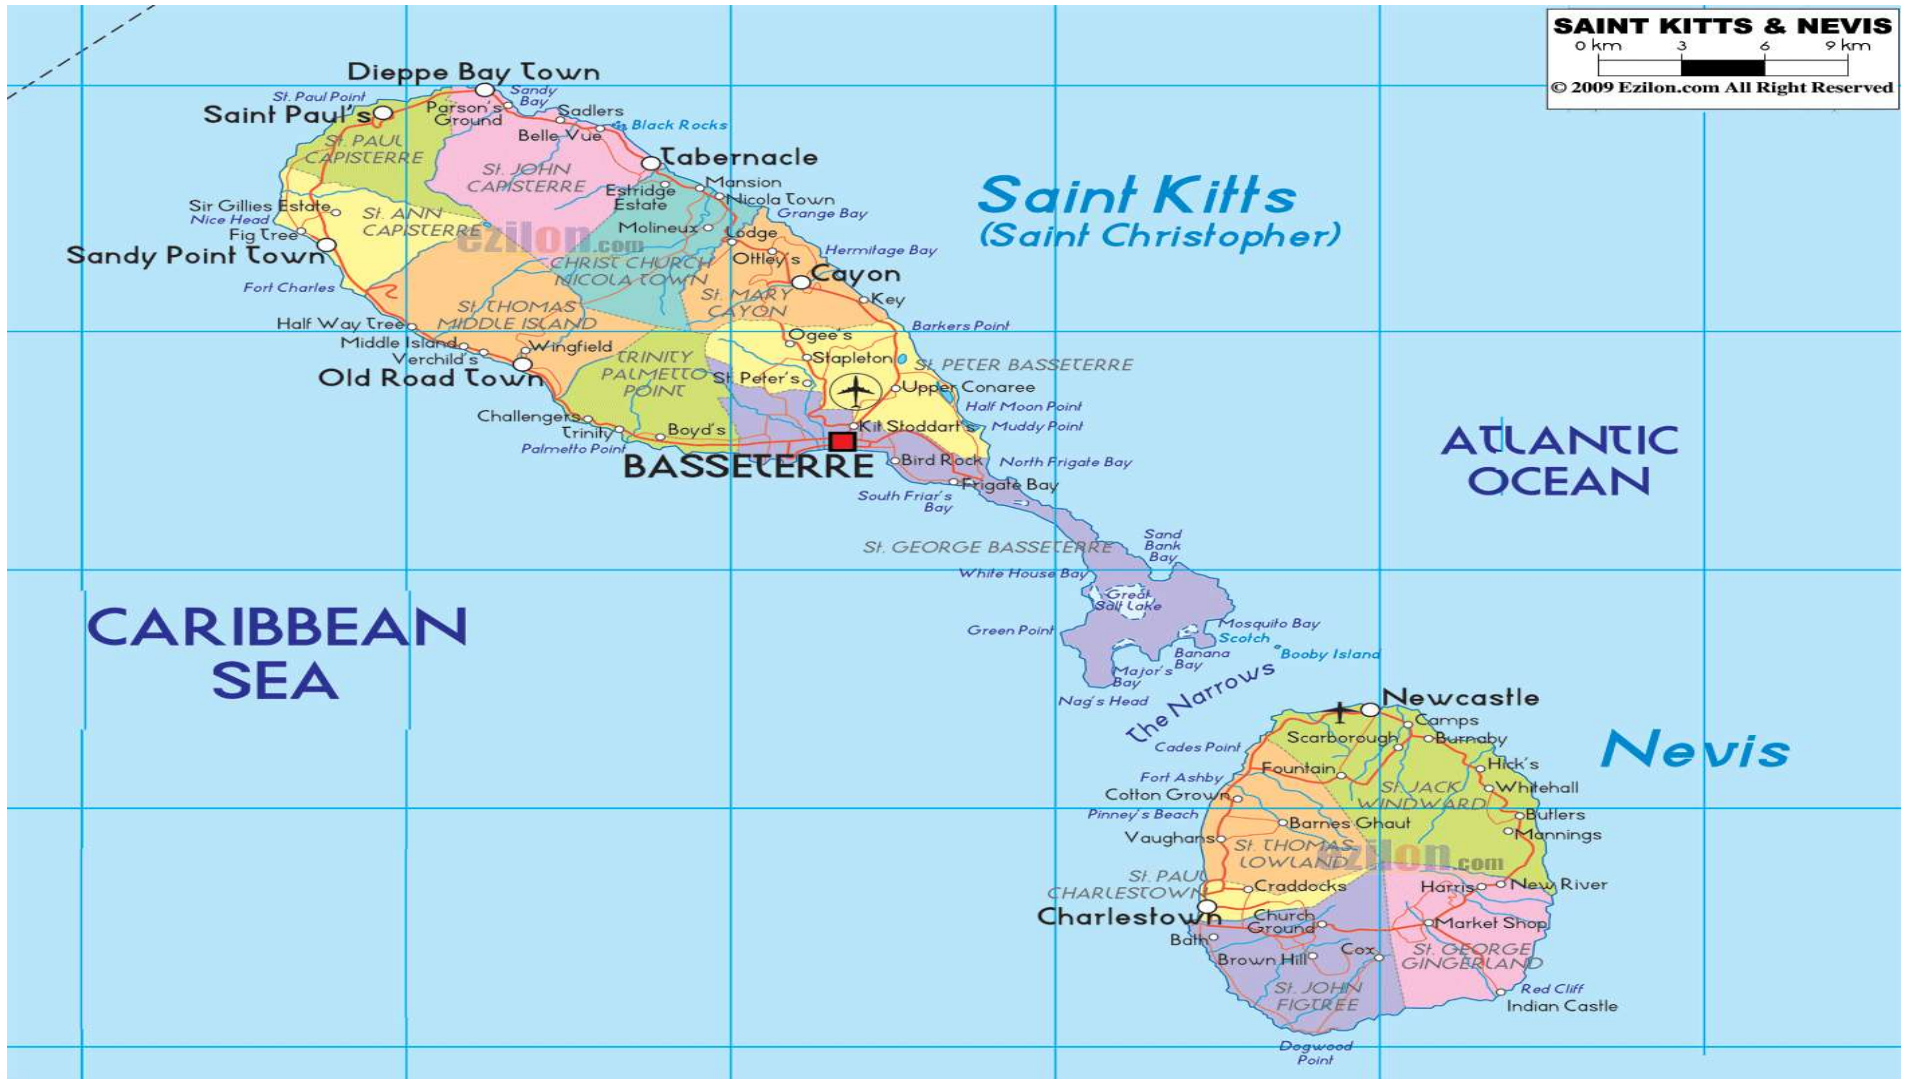 SAINT KITTS & NEVIS
0 km 3 6 9 km
© 2009 Ezilon.com All Right Reserved
Dieppe Bay Town
St. Paul Point
Sandy
Bay
Saint Paul's
Parson's
Ground
Sadlers
Belle Vue
Black Rocks
St. PAUL
CAPISTERRE
St. JOHN
CAPISTERRE
Tabernacle
Mansion
Estridge
Estate
Nicola Town
Grange Bay
Saint Kitts
(Saint Christopher)
Sir Gillies Estate
Nice Head
Fig Tree
St. ANN
CAPISTERRE
ezilon.com
Molineux
Lodge
Sandy Point Town
Ottley's
Hermitage Bay
CHRIST CHURCH
NICOLA TOWN
Cayon
Fort Charles
St. THOMAS
MIDDLE ISLAND
St. MARY
CAYON
Key
Half Way Tree
Barkers Point
Middle Island
Verchild's
Wingfield
Ogee's
Stapleton
St. PETER BASSETERRE
Old Road Town
TRINITY
PALMETTO
POINT
St. Peter's
Upper Conaree
Half Moon Point
Challengers
Trinity
Boyd's
Kit Stoddart's
Muddy Point
Palmetto Point
BASSETERRE
Bird Rock
North Frigate Bay
Frigate Bay
South Friar's
Bay
ATLANTIC
OCEAN
St. GEORGE BASSETERRE
Sand
Bank
Bay
White House Bay
Great
Salt Lake
CARIBBEAN
SEA
Green Point
Mosquito Bay
Scotch
Booby Island
Banana
Bay
Major's
Bay
Nag's Head
The Narrows
Newcastle
Camps
Scarborough
Burnaby
Nevis
Cades Point
Fountain
Hick's
Fort Ashby
Cotton Grown
St. JACK
WINDWARD
Whitehall
Pinney's Beach
Barnes Ghaut
Butlers
Vaughans
Mannings
St. THOMAS
LOWLAND
ezilon.com
St. PAUL
CHARLESTOWN
Craddocks
Harris
New River
Charlestown
Church
Ground
Market Shop
Bath
Brown Hill
Cox
St. GEORGE
GINGERLAND
St. JOHN
FIGTREE
Red Cliff
Indian Castle
Dogwood
Point